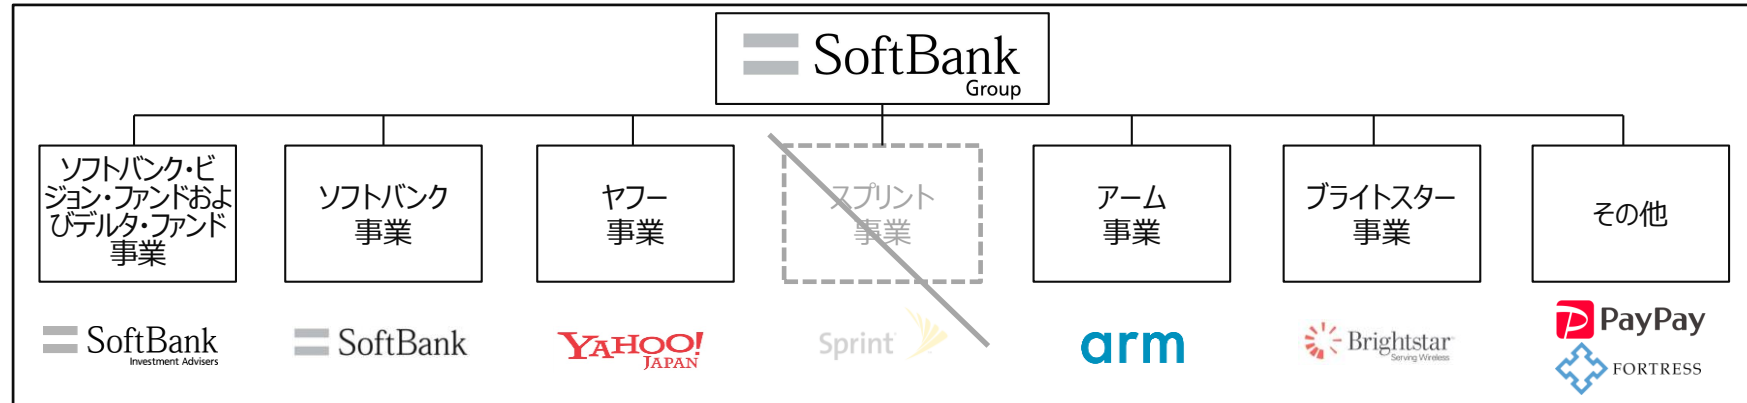 SoftBank
Group
ソフトバンク・ビ
ジョン・ファンドおよ
びデルタ・ファンド
事業
ソフトバンク
事業
ヤフー
事業
スプリント
事業
アーム
事業
ブライトスター
事業
その他
SoftBank
Investment Advisers
SoftBank
YAHOO!
JAPAN
Sprint
arm
Brightstar
Serving Wireless
PayPay
FORTRESS